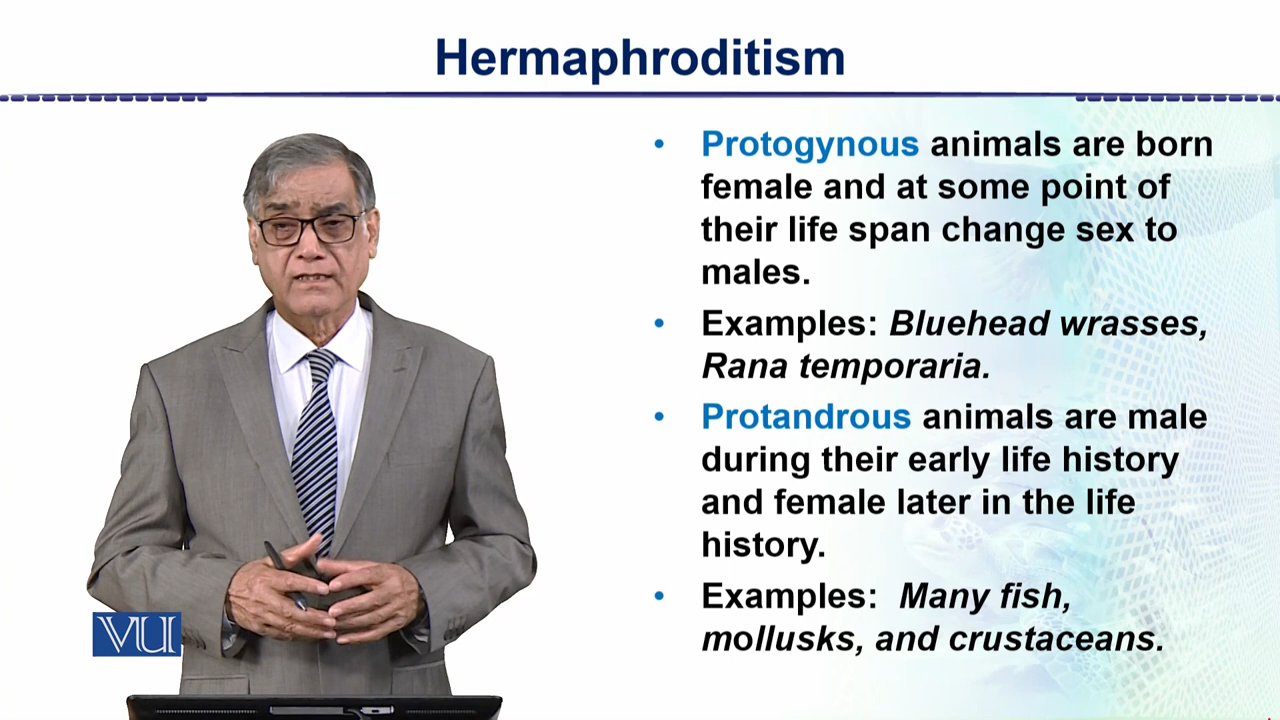 Hermaphroditism
• Protogynous animals are born
female and at some point of
their life span change sex to
males.
• Examples: Bluehead wrasses,
Rana temporaria.
• Protandrous animals are male
during their early life history
and female later in the life
history.
• Examples: Many fish,
mollusks, and crustaceans.
VU